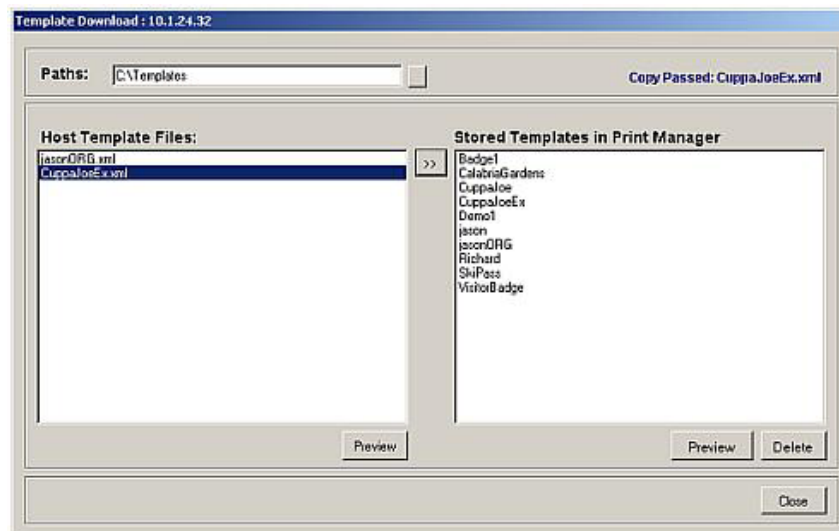 Template Download : 10.1.24.32
Paths:
C:\Templates
Copy Passed: CuppaJoeEx.xml
Host Template Files:
jasonORG.xml
CuppaJoeEx.xml
>>
Stored Templates in Print Manager
Badge1
CalabriaGardens
CuppaJoe
CuppaJoeEx
Demo1
jason
jasonORG
Richard
SkiPass
VisitorBadge
Preview
Preview
Delete
Close